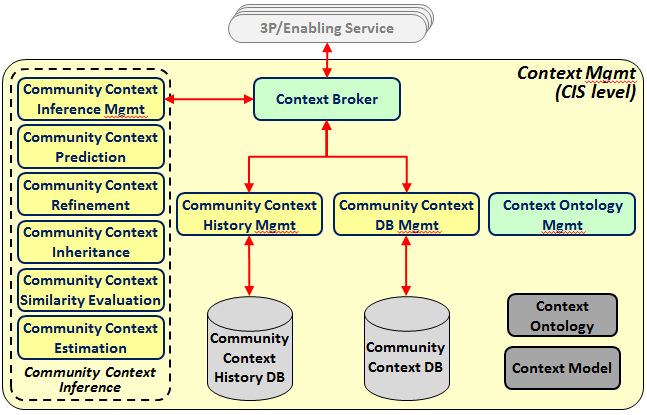 3P/Enabling Service
Context Mgmt
(CIS level)
Community Context
Inference Mgmt
Context Broker
Community Context
Prediction
Community Context
Refinement
Community Context
Inheritance
Community Context
Similarity Evaluation
Community Context
Estimation
Community Context
Inference
Community Context
History Mgmt
Community Context
DB Mgmt
Context Ontology
Mgmt
Community
Context
History DB
Community
Context DB
Context
Ontology
Context Model